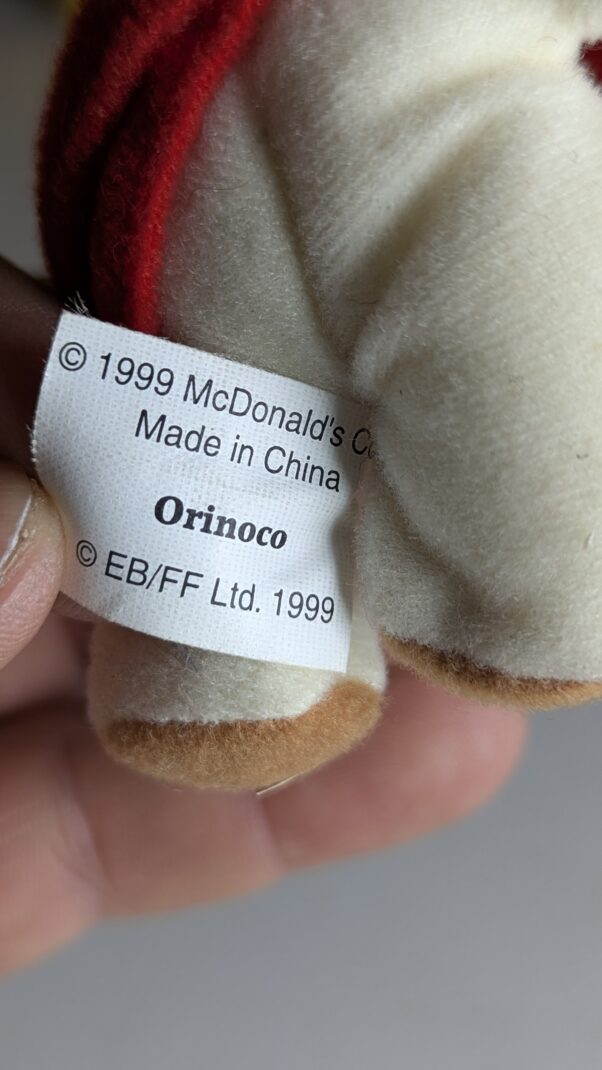 © 1999 McDonald's
Made in China
Orinoco
© EB/FF Ltd. 1999